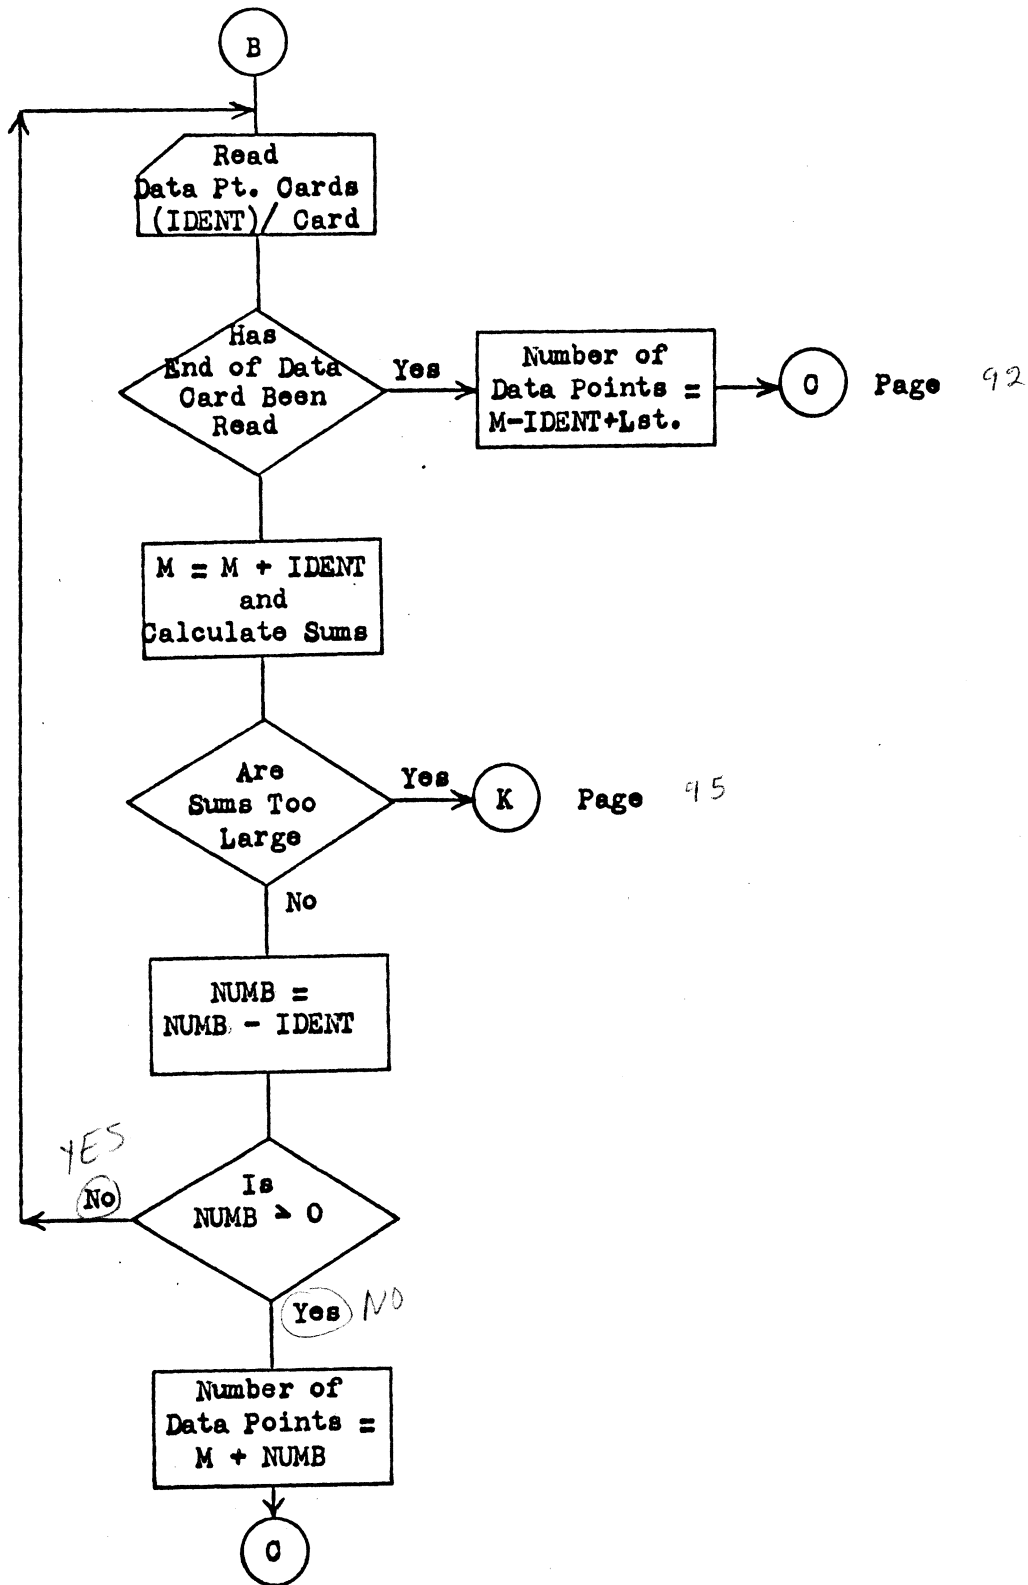 B
Read
Data Pt. Cards
(IDENT)/ Card
Has
End of Data
Card Been
Read
Yes
Number of
Data Points =
M-IDENT+Lst.
C
Page 92
M = M + IDENT
and
Calculate Sums
Are
Sums Too
Large
Yes
K
Page 95
No
NUMB =
NUMB - IDENT
YES
No
Is
NUMB > 0
Yes NO
Number of
Data Points =
M + NUMB
C